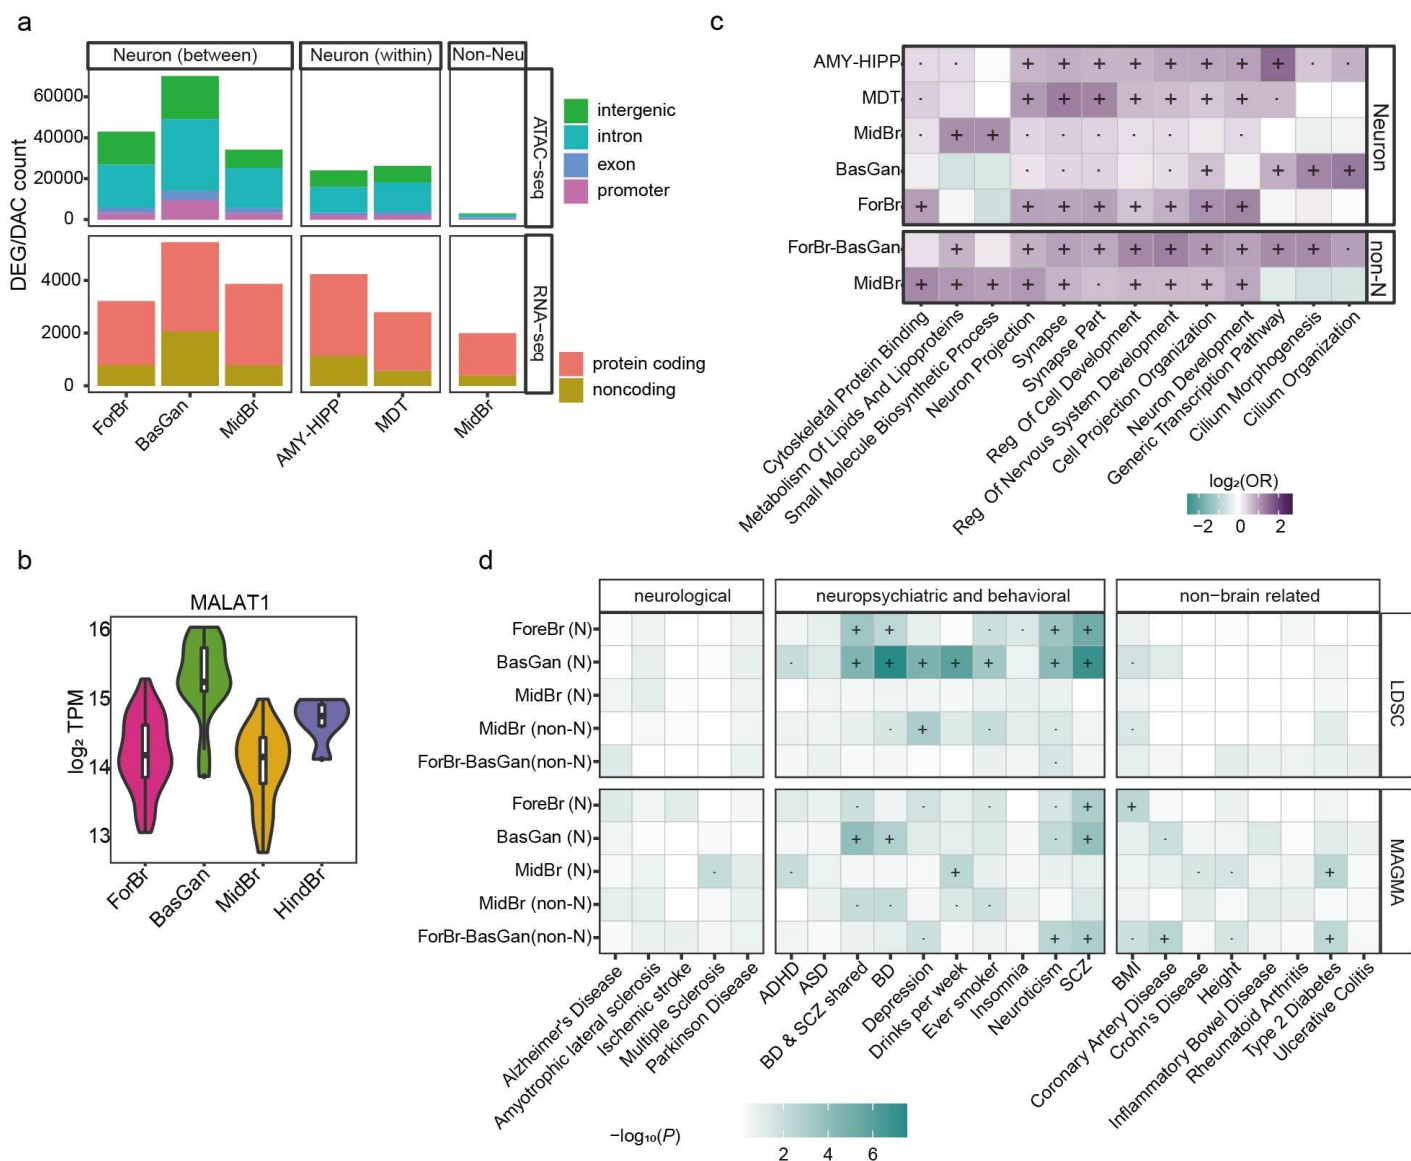 a
Neuron (between)
Neuron (within)
Non-Neu
DEG/DAC count
60000
40000
20000
0
ATAC-seq
intergenic
intron
exon
promoter
4000
2000
0
RNA-seq
protein coding
noncoding
ForBr
BasGan
MidBr
AMY-HIPP
MDT
MidBr
b
MALAT1
log₂ TPM
16
15
14
13
ForBr
BasGan
MidBr
HindBr
c
AMY-HIPP
MDT
MidBr
BasGan
ForBr
Neuron
ForBr-BasGan
MidBr
non-N
Cytoskeletal Protein Binding
Metabolism Of Lipids And Lipoproteins
Small Molecule Biosynthetic Process
Neuron Projection
Synapse
Synapse Part
Reg Of Cell Development
Reg Of Nervous System Development
Cell Projection Organization
Neuron Development
Generic Transcription Pathway
Cilium Morphogenesis
Cilium Organization
log₂(OR)
−2 0 2
d
neurological
neuropsychiatric and behavioral
non−brain related
ForeBr (N)
BasGan (N)
MidBr (N)
MidBr (non-N)
ForBr-BasGan(non-N)
LDSC
ForeBr (N)
BasGan (N)
MidBr (N)
MidBr (non-N)
ForBr-BasGan(non-N)
MAGMA
Alzheimer's Disease
Amyotrophic lateral sclerosis
Ischemic stroke
Multiple Sclerosis
Parkinson Disease
ADHD
ASD
BD & SCZ shared
BD
Depression
Drinks per week
Ever smoker
Insomnia
Neuroticism
SCZ
BMI
Coronary Artery Disease
Crohn's Disease
Height
Inflammatory Bowel Disease
Rheumatoid Arthritis
Type 2 Diabetes
Ulcerative Colitis
−log₁₀(P)
2 4 6